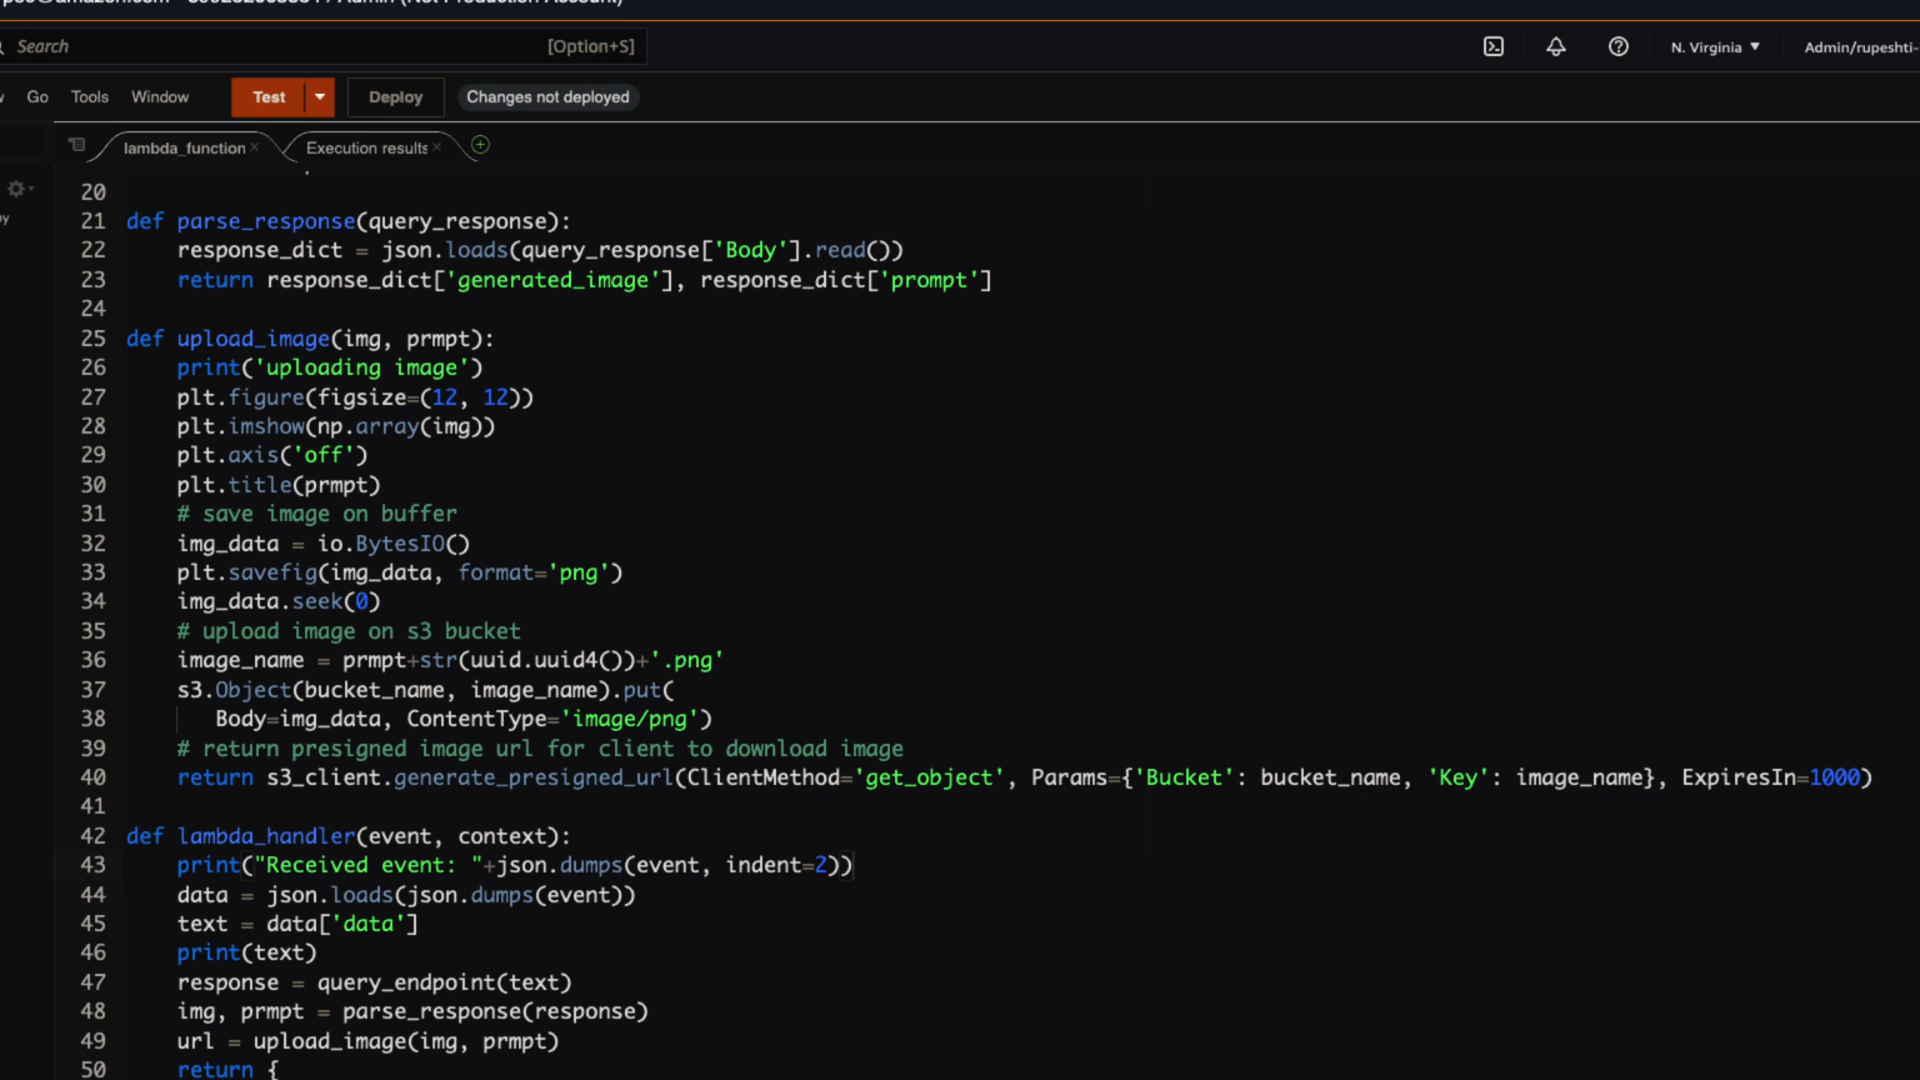 Search [Option+S] N. Virginia ▼ Admin/rupeshti-
Go Tools Window Test Deploy Changes not deployed
lambda_function × Execution results ×
20
21 def parse_response(query_response):
22     response_dict = json.loads(query_response['Body'].read())
23     return response_dict['generated_image'], response_dict['prompt']
24
25 def upload_image(img, prmpt):
26     print('uploading image')
27     plt.figure(figsize=(12, 12))
28     plt.imshow(np.array(img))
29     plt.axis('off')
30     plt.title(prmpt)
31     # save image on buffer
32     img_data = io.BytesIO()
33     plt.savefig(img_data, format='png')
34     img_data.seek(0)
35     # upload image on s3 bucket
36     image_name = prmpt+str(uuid.uuid4())+'.png'
37     s3.Object(bucket_name, image_name).put(
38        Body=img_data, ContentType='image/png')
39     # return presigned image url for client to download image
40     return s3_client.generate_presigned_url(ClientMethod='get_object', Params={'Bucket': bucket_name, 'Key': image_name}, ExpiresIn=1000)
41
42 def lambda_handler(event, context):
43     print("Received event: "+json.dumps(event, indent=2))
44     data = json.loads(json.dumps(event))
45     text = data['data']
46     print(text)
47     response = query_endpoint(text)
48     img, prmpt = parse_response(response)
49     url = upload_image(img, prmpt)
50     return {